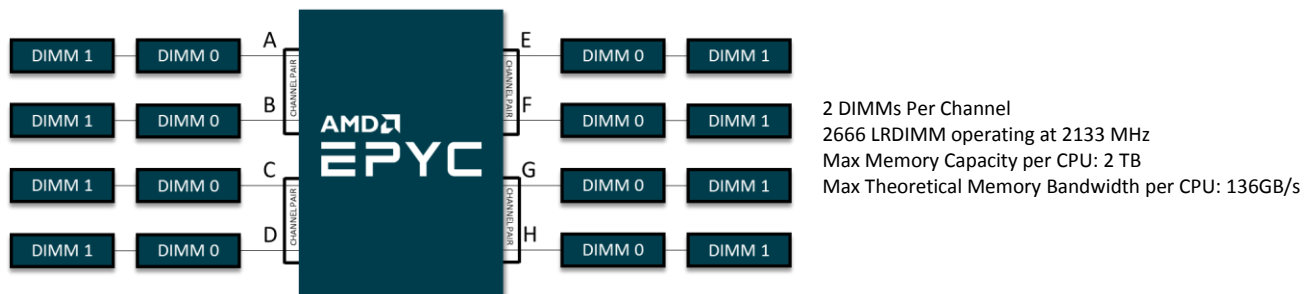 A
E
DIMM 1
DIMM 0
DIMM 0
DIMM 1
CHANNEL PAIR
CHANNEL PAIR
B
F
DIMM 1
DIMM 0
DIMM 0
DIMM 1
AMD
EPYC
C
G
DIMM 1
DIMM 0
DIMM 0
DIMM 1
CHANNEL PAIR
CHANNEL PAIR
D
H
DIMM 1
DIMM 0
DIMM 0
DIMM 1
2 DIMMs Per Channel
2666 LRDIMM operating at 2133 MHz
Max Memory Capacity per CPU: 2 TB
Max Theoretical Memory Bandwidth per CPU: 136GB/s